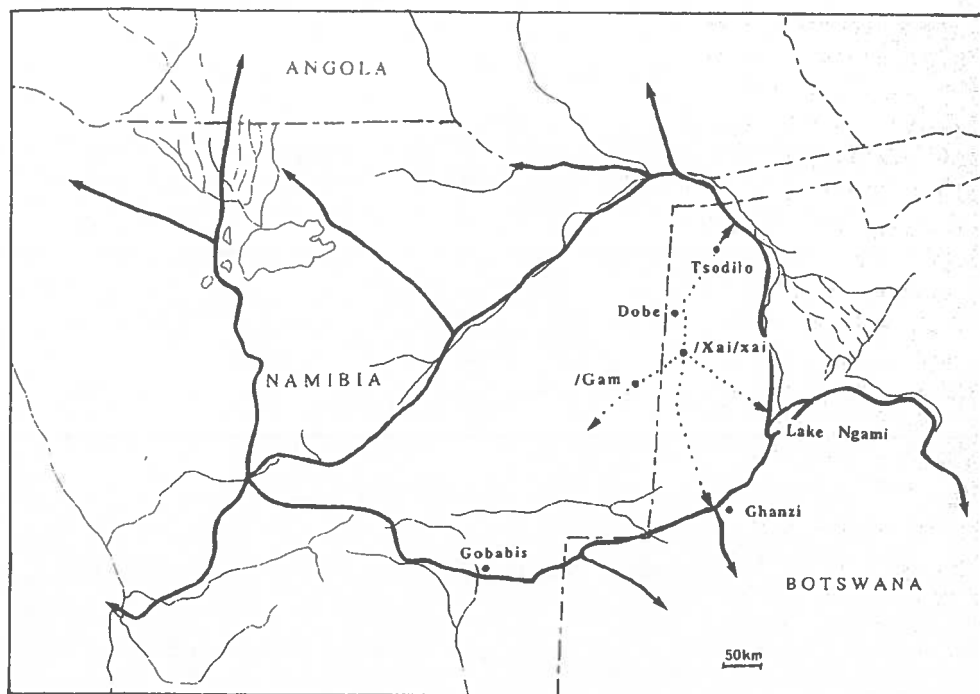 ANGOLA
Tsodilo
Dobe
/Xai/xai
/Gam
NAMIBIA
Lake Ngami
Ghanzi
Gobabis
BOTSWANA
50km